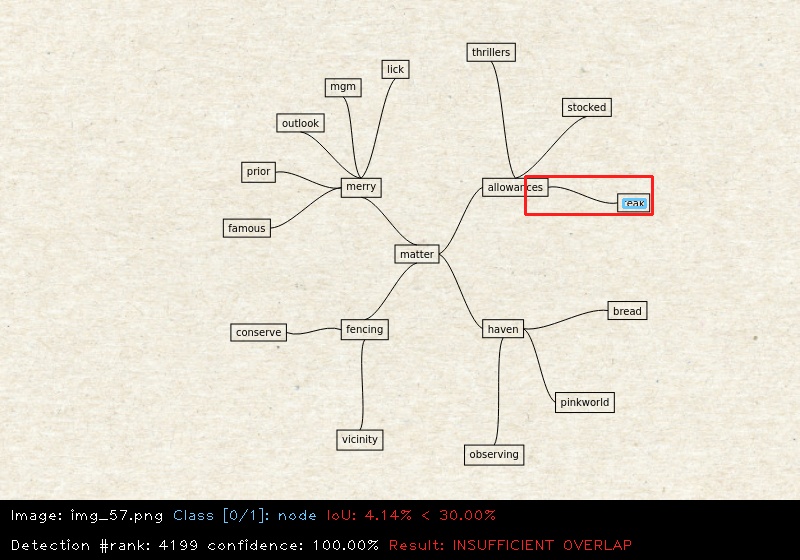 thrillers
lick
mgm
stocked
outlook
prior
merry
allowances
famous
matter
bread
conserve
fencing
haven
pinkworld
vicinity
observing
Image: img_57.png Class [0/1]: node IoU: 4.14% < 30.00%
Detection #rank: 4199 confidence: 100.00% Result: INSUFFICIENT OVERLAP